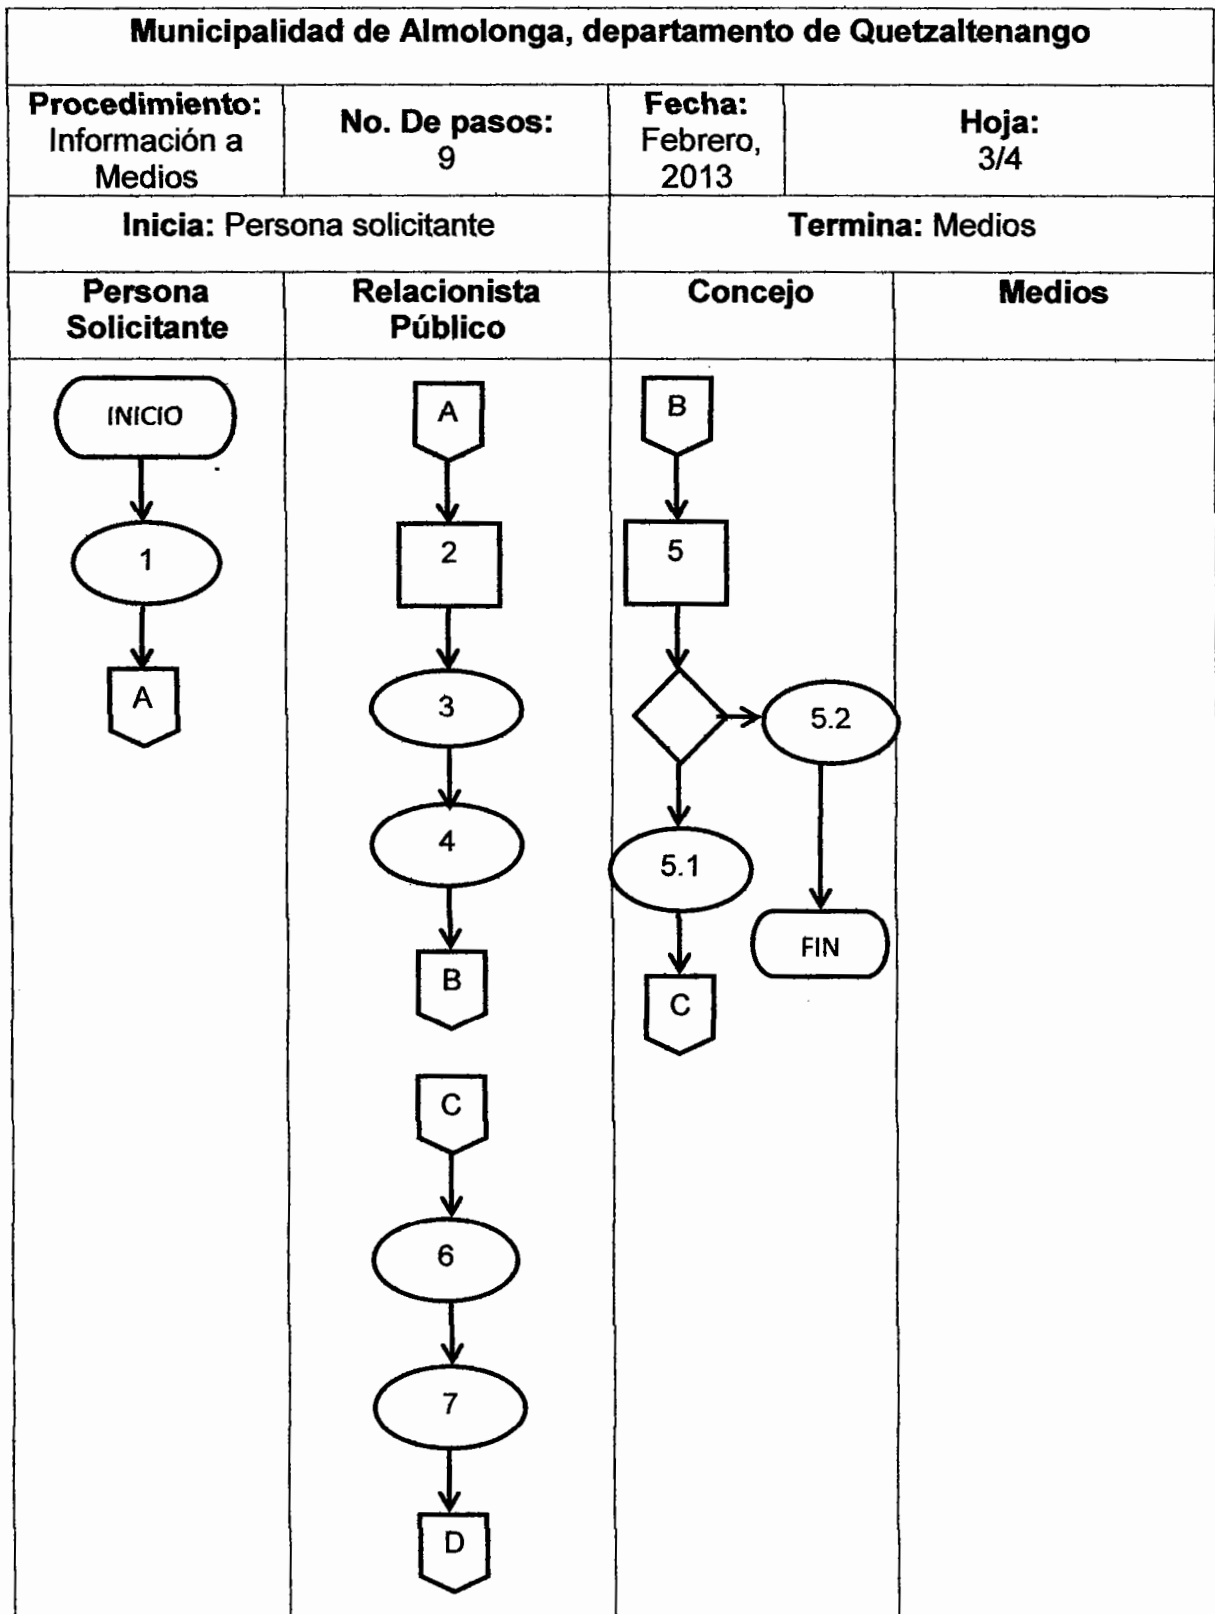 Municipalidad de Almolonga, departamento de Quetzaltenango
Procedimiento:
Información a
Medios
No. De pasos:
9
Fecha:
Febrero,
2013
Hoja:
3/4
Inicia: Persona solicitante
Termina: Medios
Persona
Solicitante
Relacionista
Público
Concejo
Medios
INICIO
1
A
A
2
3
4
B
C
6
7
D
B
5
5.2
5.1
FIN
C